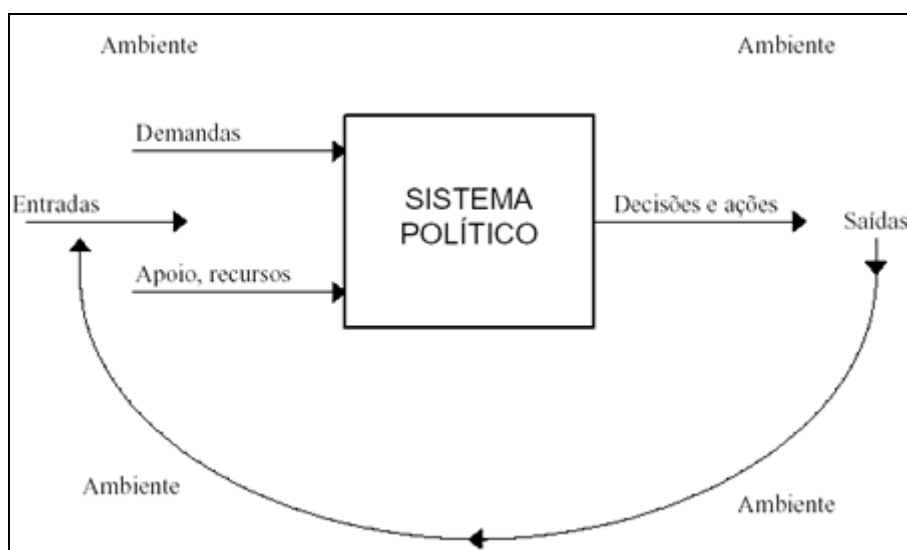 Ambiente
Ambiente
Demandas
SISTEMA
POLÍTICO
Entradas
Decisões e ações
Saídas
Apoio, recursos
Ambiente
Ambiente